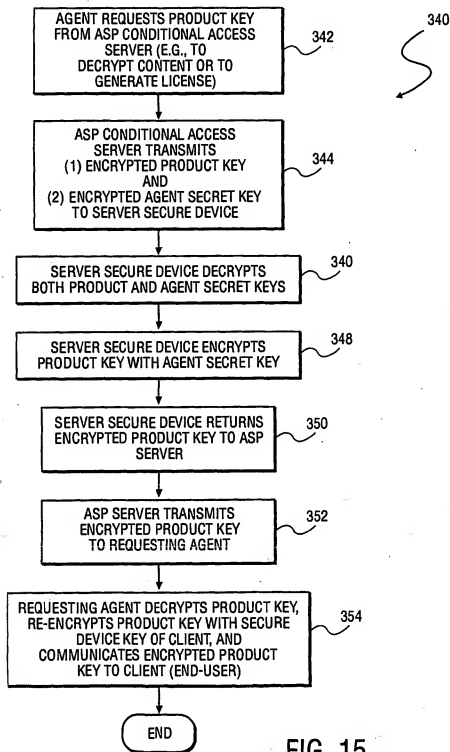 AGENT REQUESTS PRODUCT KEY
FROM ASP CONDITIONAL ACCESS
SERVER (E.G., TO
DECRYPT CONTENT OR TO
GENERATE LICENSE)
342
340
ASP CONDITIONAL ACCESS
SERVER TRANSMITS
(1) ENCRYPTED PRODUCT KEY
AND
(2) ENCRYPTED AGENT SECRET KEY
TO SERVER SECURE DEVICE
344
SERVER SECURE DEVICE DECRYPTS
BOTH PRODUCT AND AGENT SECRET KEYS
340
SERVER SECURE DEVICE ENCRYPTS
PRODUCT KEY WITH AGENT SECRET KEY
348
SERVER SECURE DEVICE RETURNS
ENCRYPTED PRODUCT KEY TO ASP
SERVER
350
ASP SERVER TRANSMITS
ENCRYPTED PRODUCT KEY
TO REQUESTING AGENT
352
REQUESTING AGENT DECRYPTS PRODUCT KEY,
RE-ENCRYPTS PRODUCT KEY WITH SECURE
DEVICE KEY OF CLIENT, AND
COMMUNICATES ENCRYPTED PRODUCT
KEY TO CLIENT (END-USER)
354
END
FIG. 15